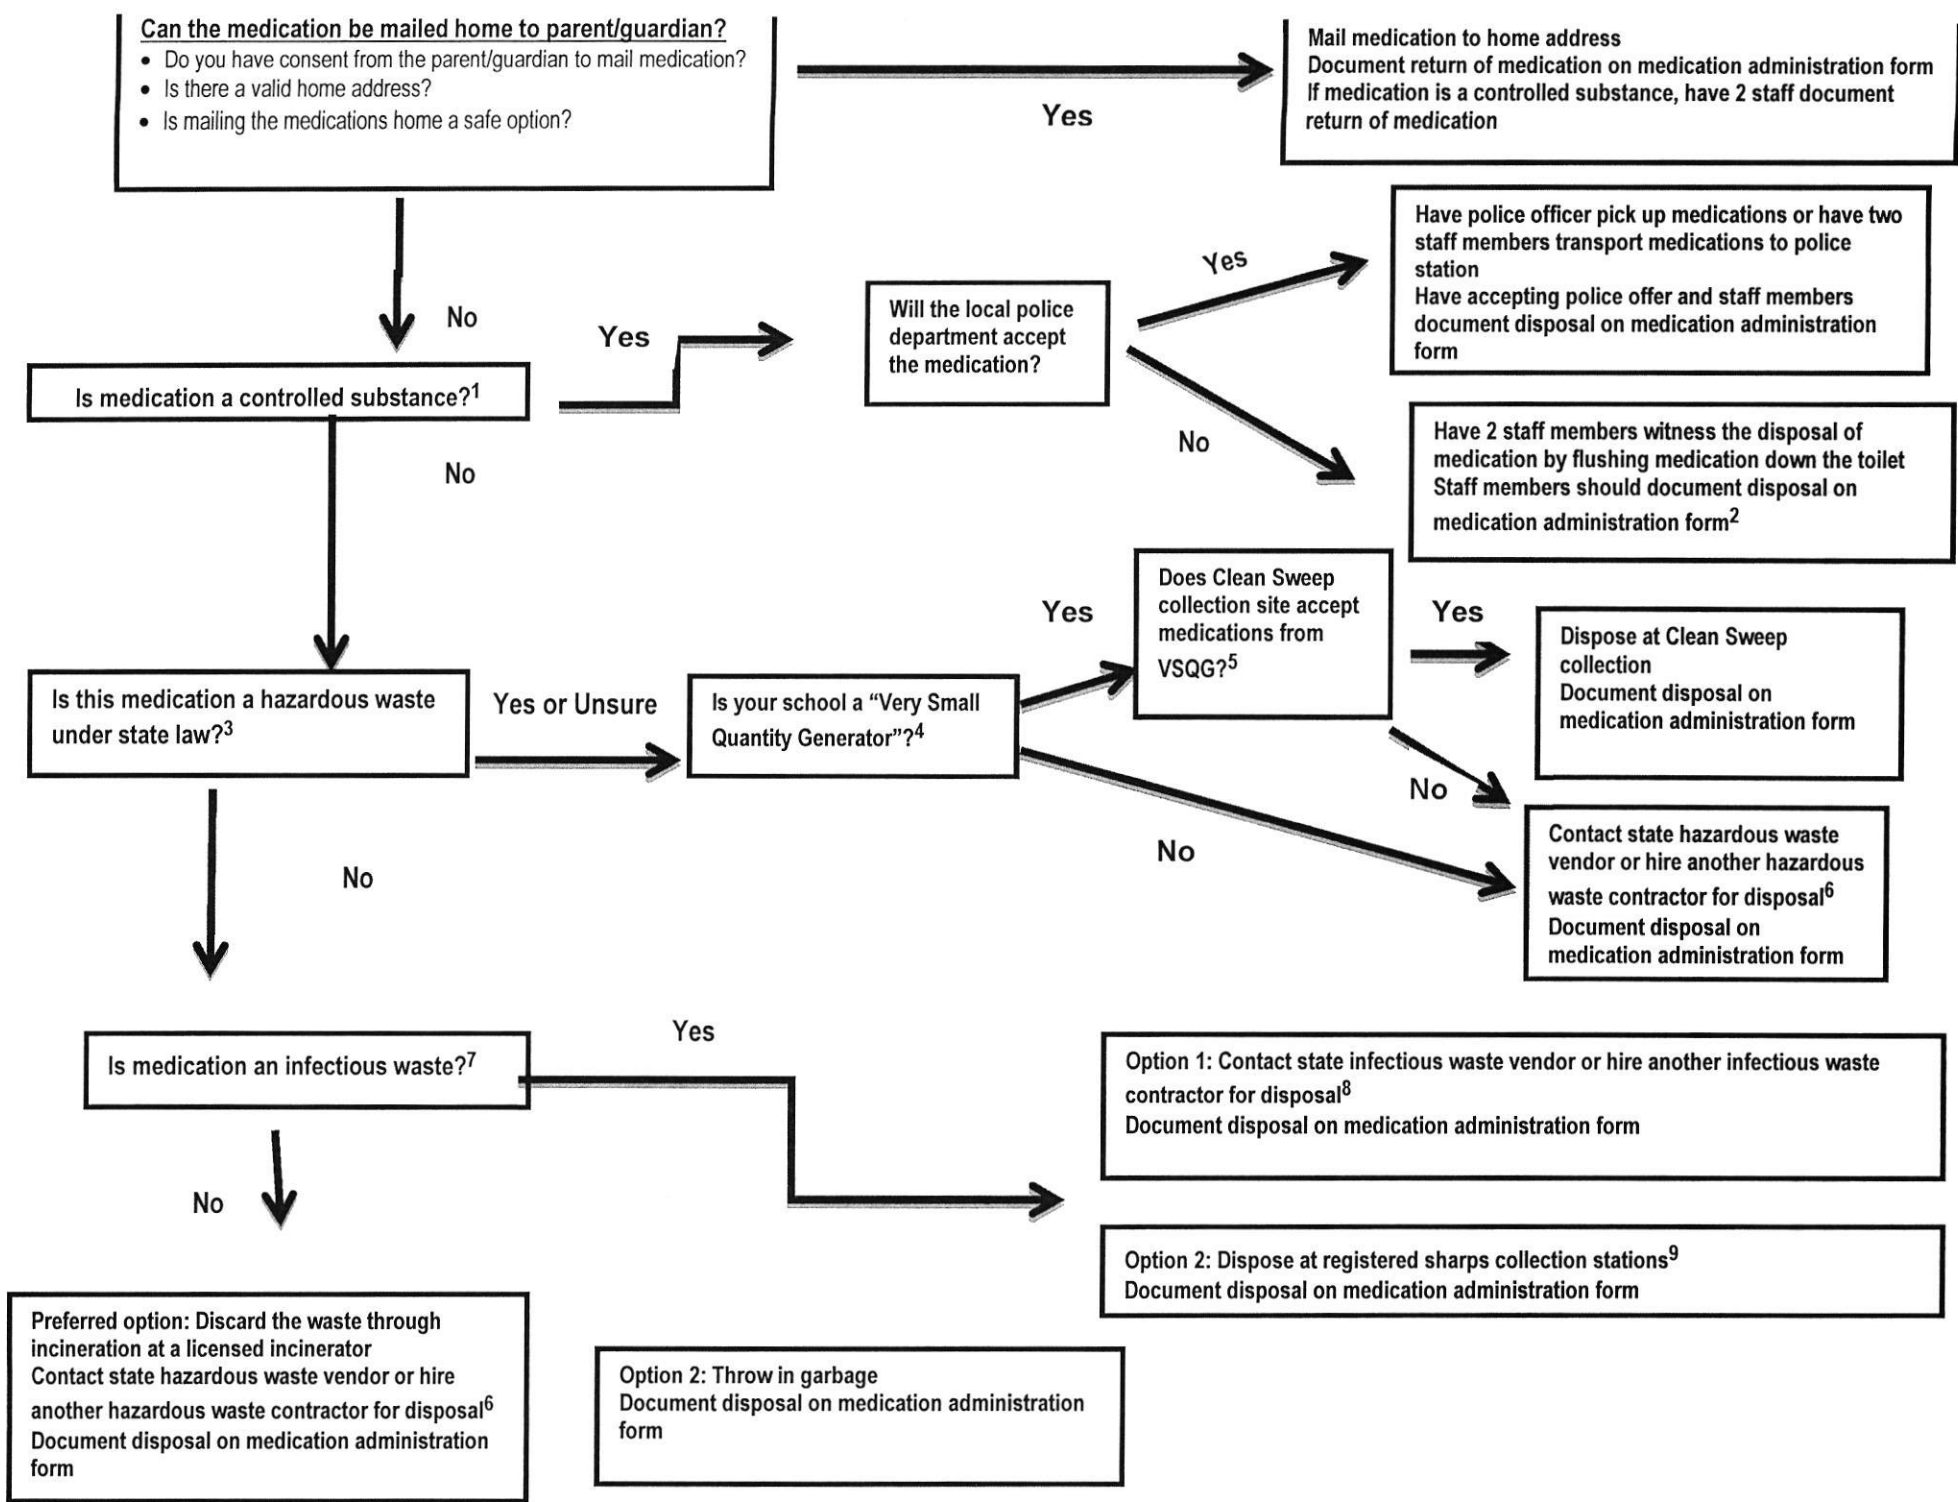 Can the medication be mailed home to parent/guardian?
• Do you have consent from the parent/guardian to mail medication?
• Is there a valid home address?
• Is mailing the medications home a safe option?
Yes
Mail medication to home address
Document return of medication on medication administration form
If medication is a controlled substance, have 2 staff document
return of medication
No
Is medication a controlled substance?1
Yes
Will the local police
department accept
the medication?
Yes
Have police officer pick up medications or have two
staff members transport medications to police
station
Have accepting police offer and staff members
document disposal on medication administration
form
No
Have 2 staff members witness the disposal of
medication by flushing medication down the toilet
Staff members should document disposal on
medication administration form2
No
Is this medication a hazardous waste
under state law?3
Yes or Unsure
Is your school a “Very Small
Quantity Generator”?4
Yes
Does Clean Sweep
collection site accept
medications from
VSQG?5
Yes
Dispose at Clean Sweep
collection
Document disposal on
medication administration form
No
No
Contact state hazardous waste
vendor or hire another hazardous
waste contractor for disposal6
Document disposal on
medication administration form
No
Is medication an infectious waste?7
Yes
Option 1: Contact state infectious waste vendor or hire another infectious waste
contractor for disposal8
Document disposal on medication administration form
Option 2: Dispose at registered sharps collection stations9
Document disposal on medication administration form
No
Preferred option: Discard the waste through
incineration at a licensed incinerator
Contact state hazardous waste vendor or hire
another hazardous waste contractor for disposal6
Document disposal on medication administration
form
Option 2: Throw in garbage
Document disposal on medication administration
form